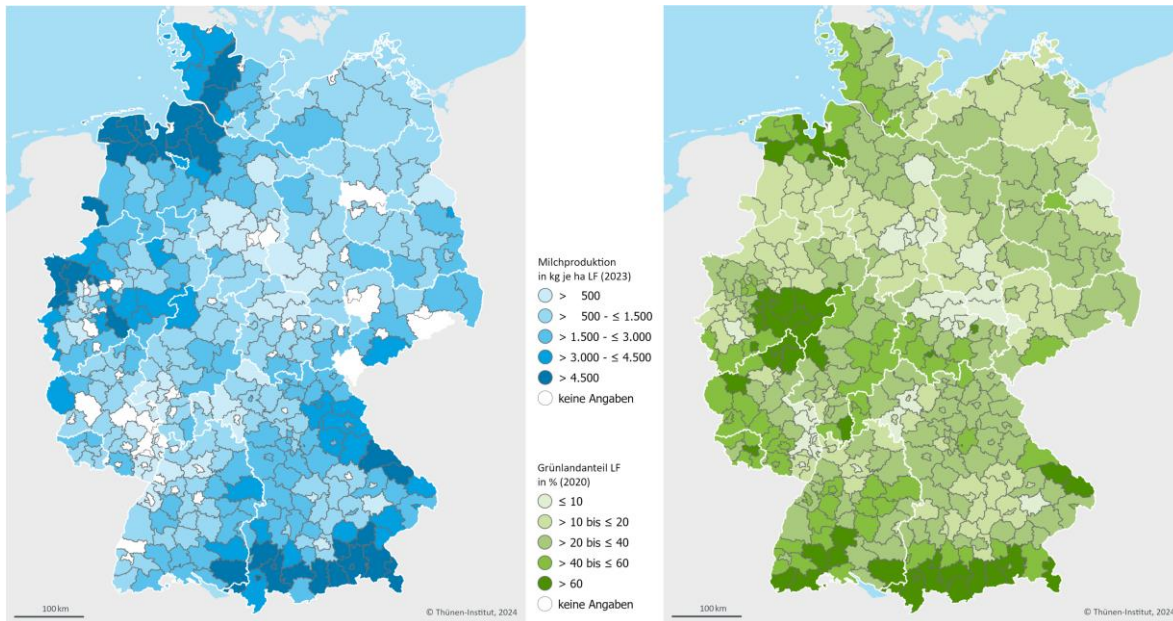 Milchproduktion
in kg je ha LF (2023)
> 500
> 500 - ≤ 1.500
> 1.500 - ≤ 3.000
> 3.000 - ≤ 4.500
> 4.500
keine Angaben
Grünlandanteil LF
in % (2020)
≤ 10
> 10 bis ≤ 20
> 20 bis ≤ 40
> 40 bis ≤ 60
> 60
keine Angaben
100 km
© Thünen-Institut, 2024
100 km
© Thünen-Institut, 2024